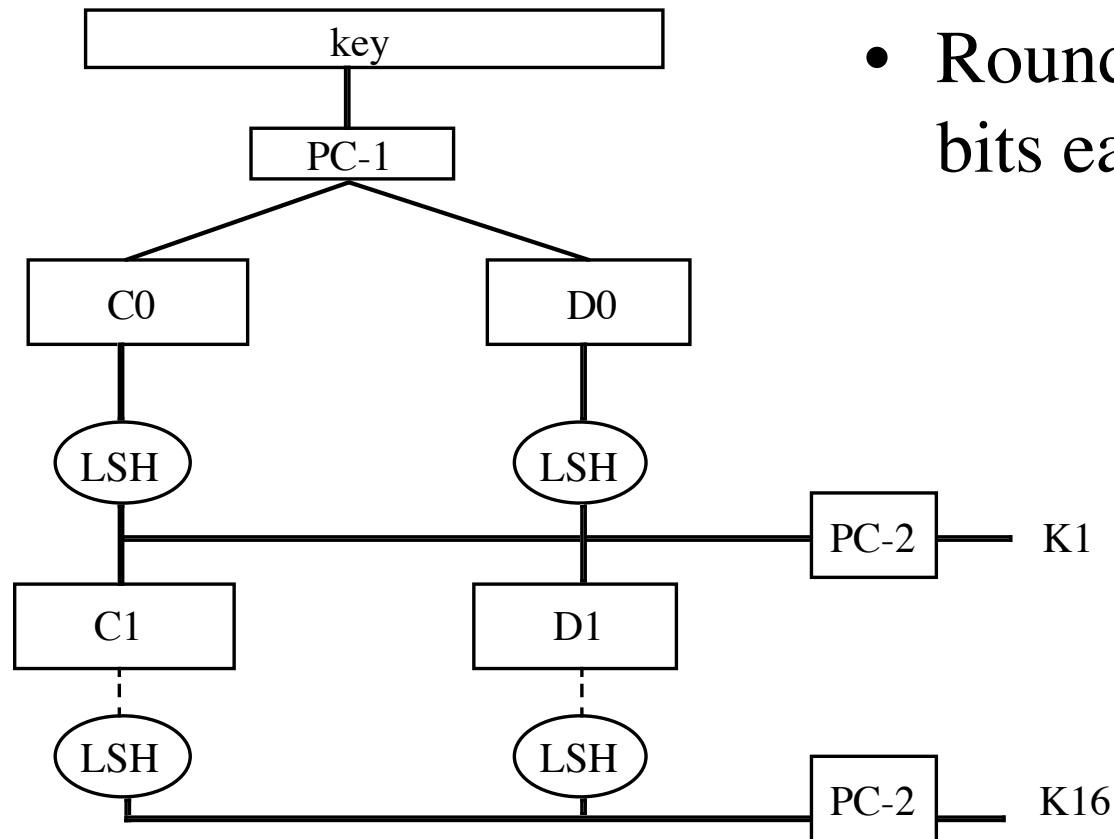 key
PC-1
C0 D0
LSH LSH
PC-2 K1
C1 D1
LSH LSH
PC-2 K16
• Round
bits ea